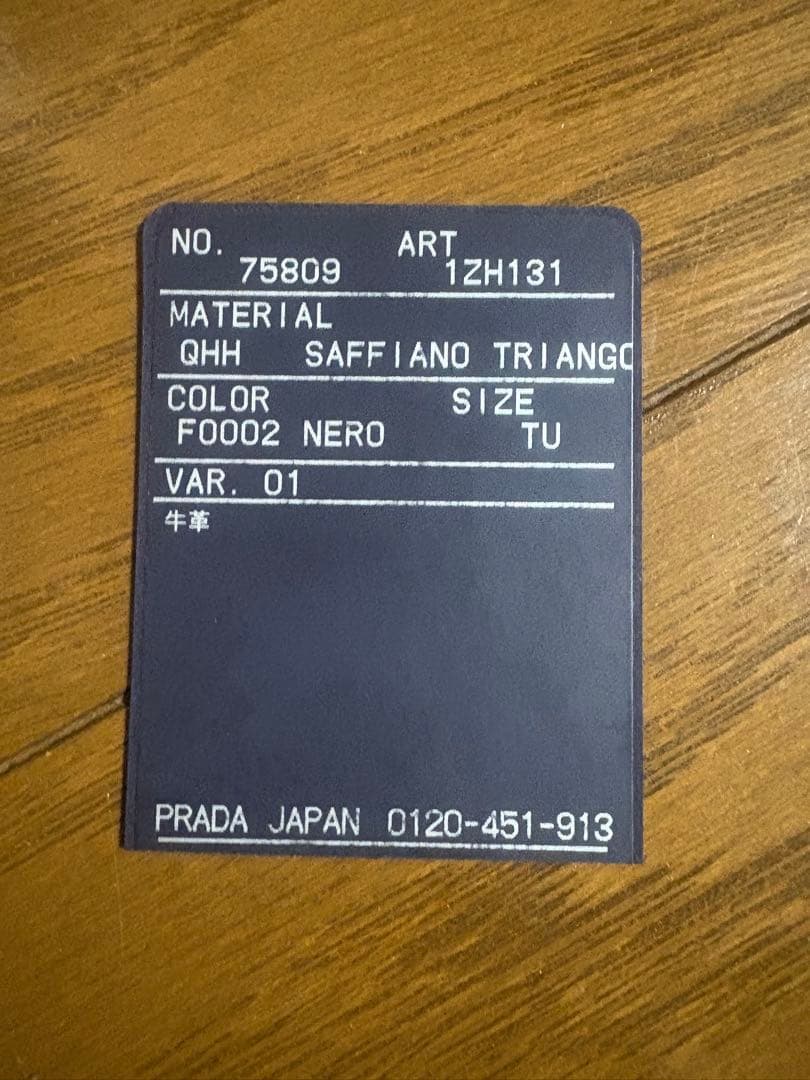 NO. ART
75809 1ZH131
MATERIAL
QHH SAFFIANO TRIANGO
COLOR SIZE
F0002 NERO TU
VAR. 01
牛革
PRADA JAPAN 0120-451-913